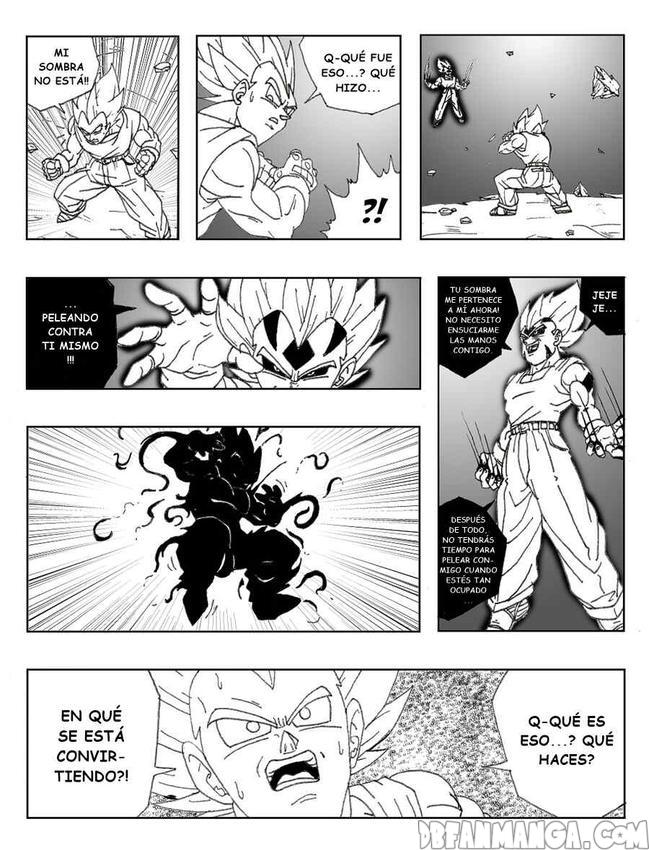 Q-QUÉ FUE
ESO...? QUÉ
HIZO...
?!
MI
SOMBRA
NO ESTÁ!!
JEJE
JE...
TU SOMBRA
ME PERTENECE
A MÍ AHORA!
NO NECESITO
ENSUCIARME
LAS MANOS
CONTIGO.
DESPUÉS
DE TODO,
NO TENDRÁS
TIEMPO PARA
PELEAR CON-
MIGO CUANDO
ESTÉS TAN
OCUPADO
...
...
PELEANDO
CONTRA
TI MISMO
!!!
Q-QUÉ ES
ESO...? QUÉ
HACES?
EN QUÉ
SE ESTÁ
CONVIR-
TIENDO?!
DBFANMANGA.COM